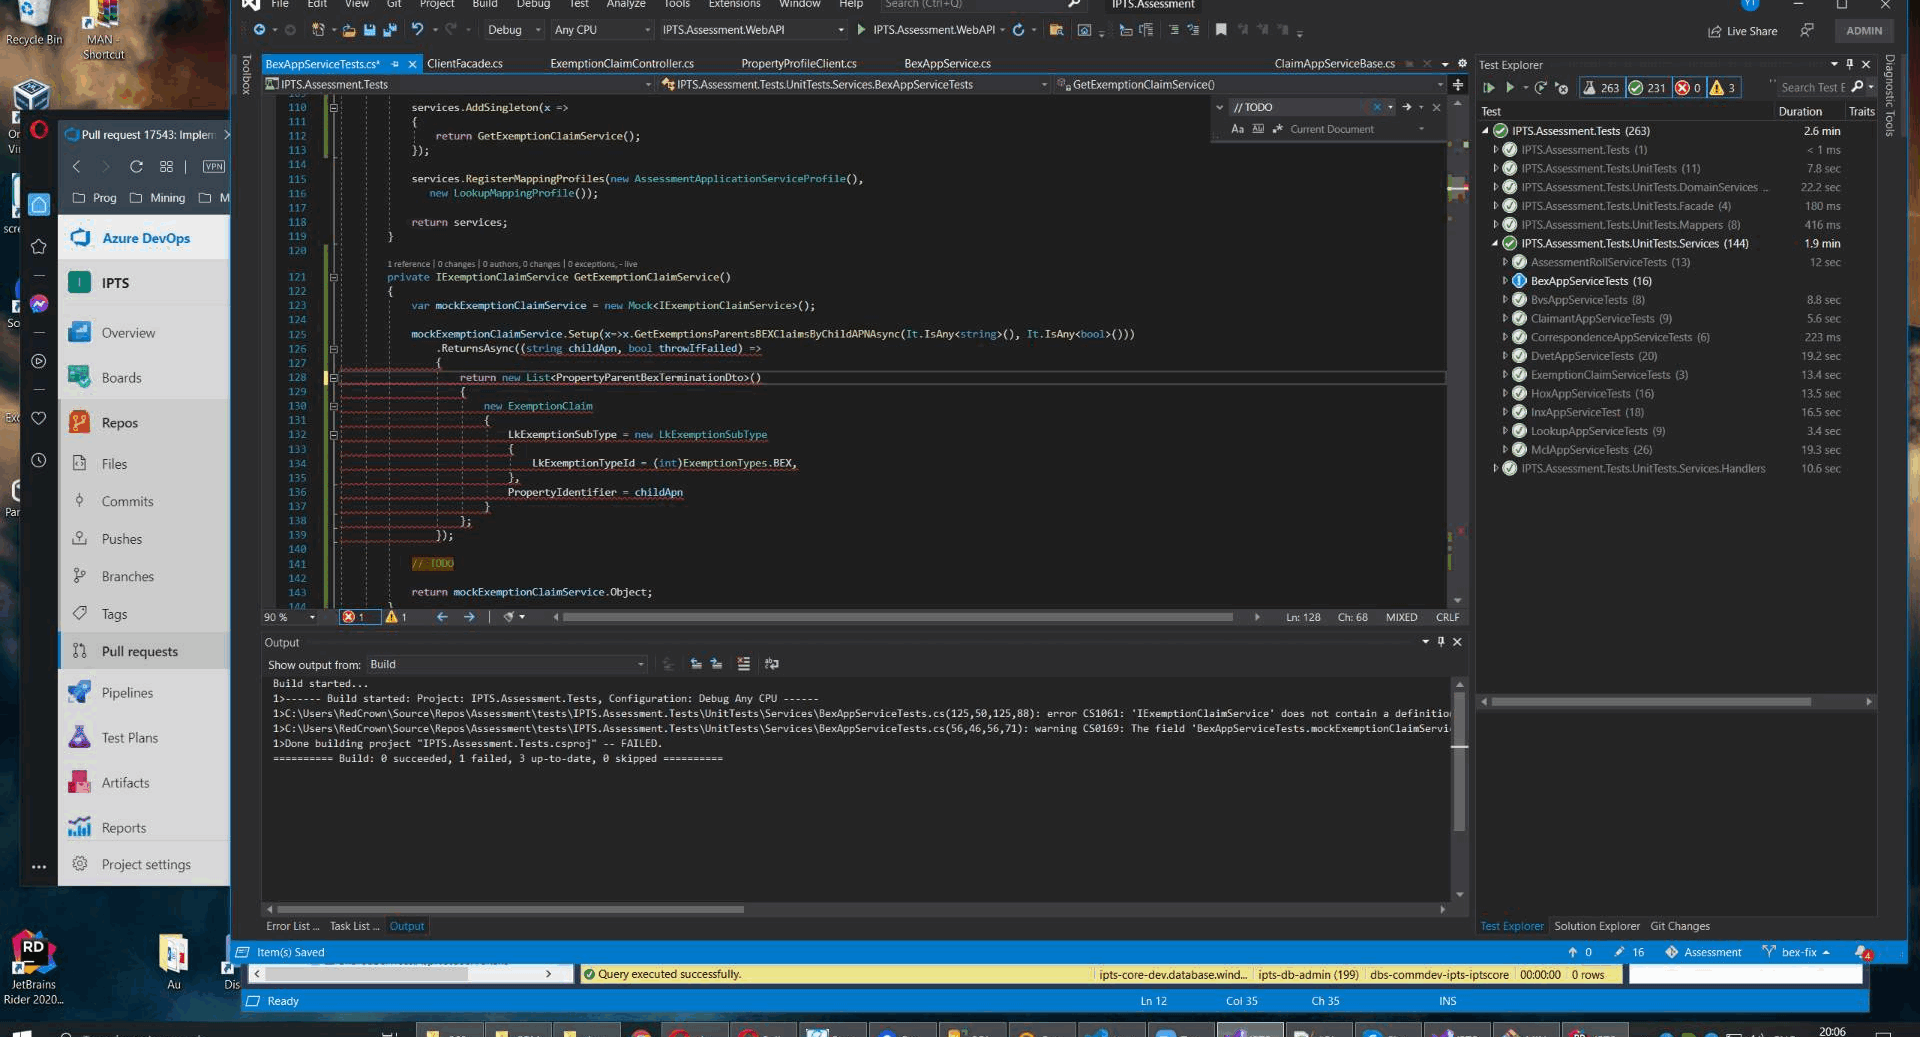 File Edit View Git Project Build Debug Test Analyze Tools Extensions Window Help Search (Ctrl+Q) IPTS.Assessment YT
Recycle Bin
MAN - Shortcut
Debug Any CPU IPTS.Assessment.WebAPI IPTS.Assessment.WebAPI Live Share ADMIN
Toolbox
BexAppServiceTests.cs* ClientFacade.cs ExemptionClaimController.cs PropertyProfileClient.cs BexAppService.cs ClaimAppServiceBase.cs
IPTS.Assessment.Tests IPTS.Assessment.Tests.UnitTests.Services.BexAppServiceTests GetExemptionClaimService()
// TODO
Aa Current Document
110 services.AddSingleton(x =>
111 {
112 return GetExemptionClaimService();
113 });
114
115 services.RegisterMappingProfiles(new AssessmentApplicationServiceProfile(),
116 new LookupMappingProfile());
117
118 return services;
119 }
120
1 reference | 0 changes | 0 authors, 0 changes | 0 exceptions, - live
121 private IExemptionClaimService GetExemptionClaimService()
122 {
123 var mockExemptionClaimService = new Mock<IExemptionClaimService>();
124
125 mockExemptionClaimService.Setup(x=>x.GetExemptionsParentsBEXClaimsByChildAPNAsync(It.IsAny<string>(), It.IsAny<bool>()))
126 .ReturnsAsync((string childApn, bool throwIfFailed) =>
127 {
128 return new List<PropertyParentBexTerminationDto>()
129 {
130 new ExemptionClaim
131 {
132 LkExemptionSubType = new LkExemptionSubType
133 {
134 LkExemptionTypeId = (int)ExemptionTypes.BEX,
135 },
136 PropertyIdentifier = childApn
137 }
138 };
139 });
140
141 // TODO
142
143 return mockExemptionClaimService.Object;
144 }
90 % 1 1 Ln: 128 Ch: 68 MIXED CRLF
Output
Show output from: Build
Build started...
1>------ Build started: Project: IPTS.Assessment.Tests, Configuration: Debug Any CPU ------
1>C:\Users\RedCrown\Source\Repos\Assessment\tests\IPTS.Assessment.Tests\UnitTests\Services\BexAppServiceTests.cs(125,50,125,88): error CS1061: 'IExemptionClaimService' does not contain a definitio
1>C:\Users\RedCrown\Source\Repos\Assessment\tests\IPTS.Assessment.Tests\UnitTests\Services\BexAppServiceTests.cs(56,46,56,71): warning CS0169: The field 'BexAppServiceTests.mockExemptionClaimServi
1>Done building project "IPTS.Assessment.Tests.csproj" -- FAILED.
========== Build: 0 succeeded, 1 failed, 3 up-to-date, 0 skipped ==========
Error List ... Task List ... Output
Test Explorer
263 231 0 3 Search Test E
Test Duration Traits
IPTS.Assessment.Tests (263) 2.6 min
IPTS.Assessment.Tests (1) < 1 ms
IPTS.Assessment.Tests.UnitTests (11) 7.8 sec
IPTS.Assessment.Tests.UnitTests.DomainServices ... 22.2 sec
IPTS.Assessment.Tests.UnitTests.Facade (4) 180 ms
IPTS.Assessment.Tests.UnitTests.Mappers (8) 416 ms
IPTS.Assessment.Tests.UnitTests.Services (144) 1.9 min
AssessmentRollServiceTests (13) 12 sec
BexAppServiceTests (16)
BvsAppServiceTests (8) 8.8 sec
ClaimantAppServiceTests (9) 5.6 sec
CorrespondenceAppServiceTests (6) 223 ms
DvetAppServiceTests (20) 19.2 sec
ExemptionClaimServiceTests (3) 13.4 sec
HoxAppServiceTests (16) 13.5 sec
InxAppServiceTest (18) 16.5 sec
LookupAppServiceTests (9) 3.4 sec
MclAppServiceTests (26) 19.3 sec
IPTS.Assessment.Tests.UnitTests.Services.Handlers 10.6 sec
Diagnostic Tools
Test Explorer Solution Explorer Git Changes
Pull request 17543: Implem
VPN
Prog Mining M
Azure DevOps
I IPTS
Overview
Boards
Repos
Files
Commits
Pushes
Branches
Tags
Pull requests
Pipelines
Test Plans
Artifacts
Reports
Project settings
Item(s) Saved 0 16 Assessment bex-fix 4
Query executed successfully. ipts-core-dev.database.wind... ipts-db-admin (199) dbs-commdev-ipts-iptscore 00:00:00 0 rows
Ready Ln 12 Col 35 Ch 35 INS
RD
JetBrains Rider 2020...
Au
Dis
20:06